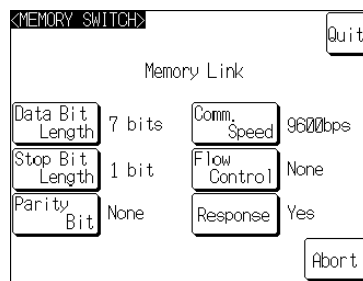 <MEMORY SWITCH>
Quit
Memory Link
Data Bit Length 7 bits
Comm. Speed 9600bps
Stop Bit Length 1 bit
Flow Control None
Parity Bit None
Response Yes
Abort